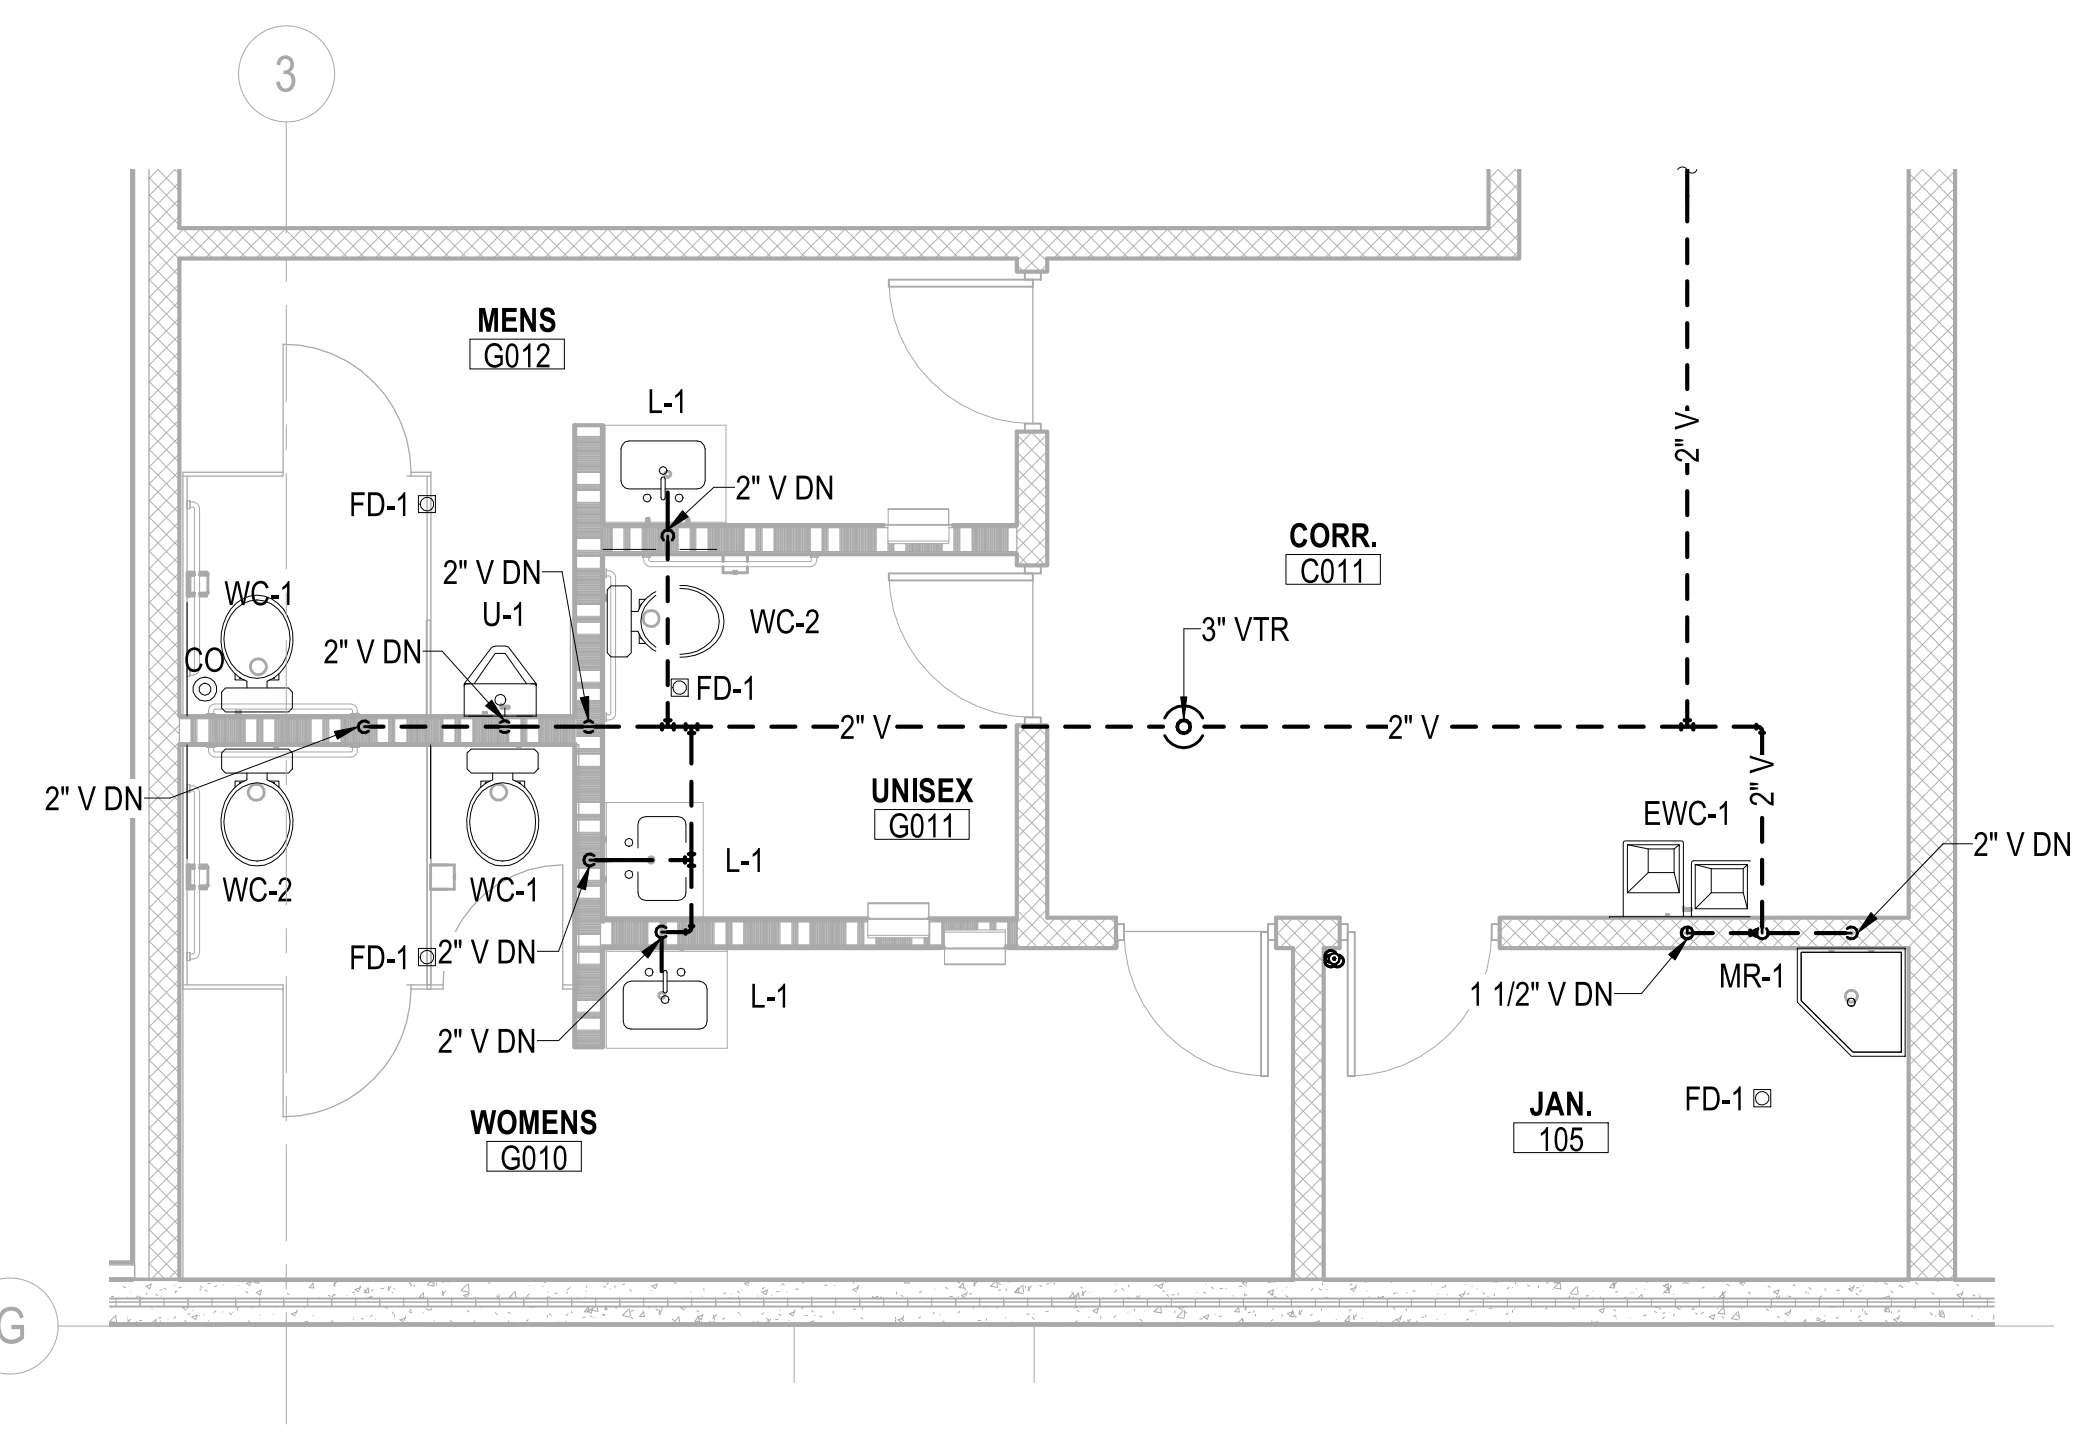 3
MENS
G012
L-1
2" V
FD-1
2" V DN
CORR.
C011
2" V DN
WC-1
U-1
WC-2
3" VTR
2" V DN
CO
FD-1
2" V
2" V
2" V
2" V DN
UNISEX
G011
EWC-1
2" V DN
L-1
WC-2
WC-1
FD-1
2" V DN
MR-1
1 1/2" V DN
L-1
2" V DN
WOMENS
G010
JAN.
105
FD-1
G